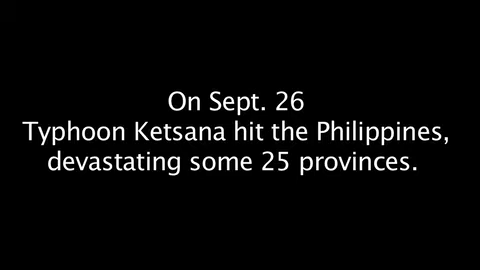 On Sept. 26
Typhoon Ketsana hit the Philippines,
devastating some 25 provinces.